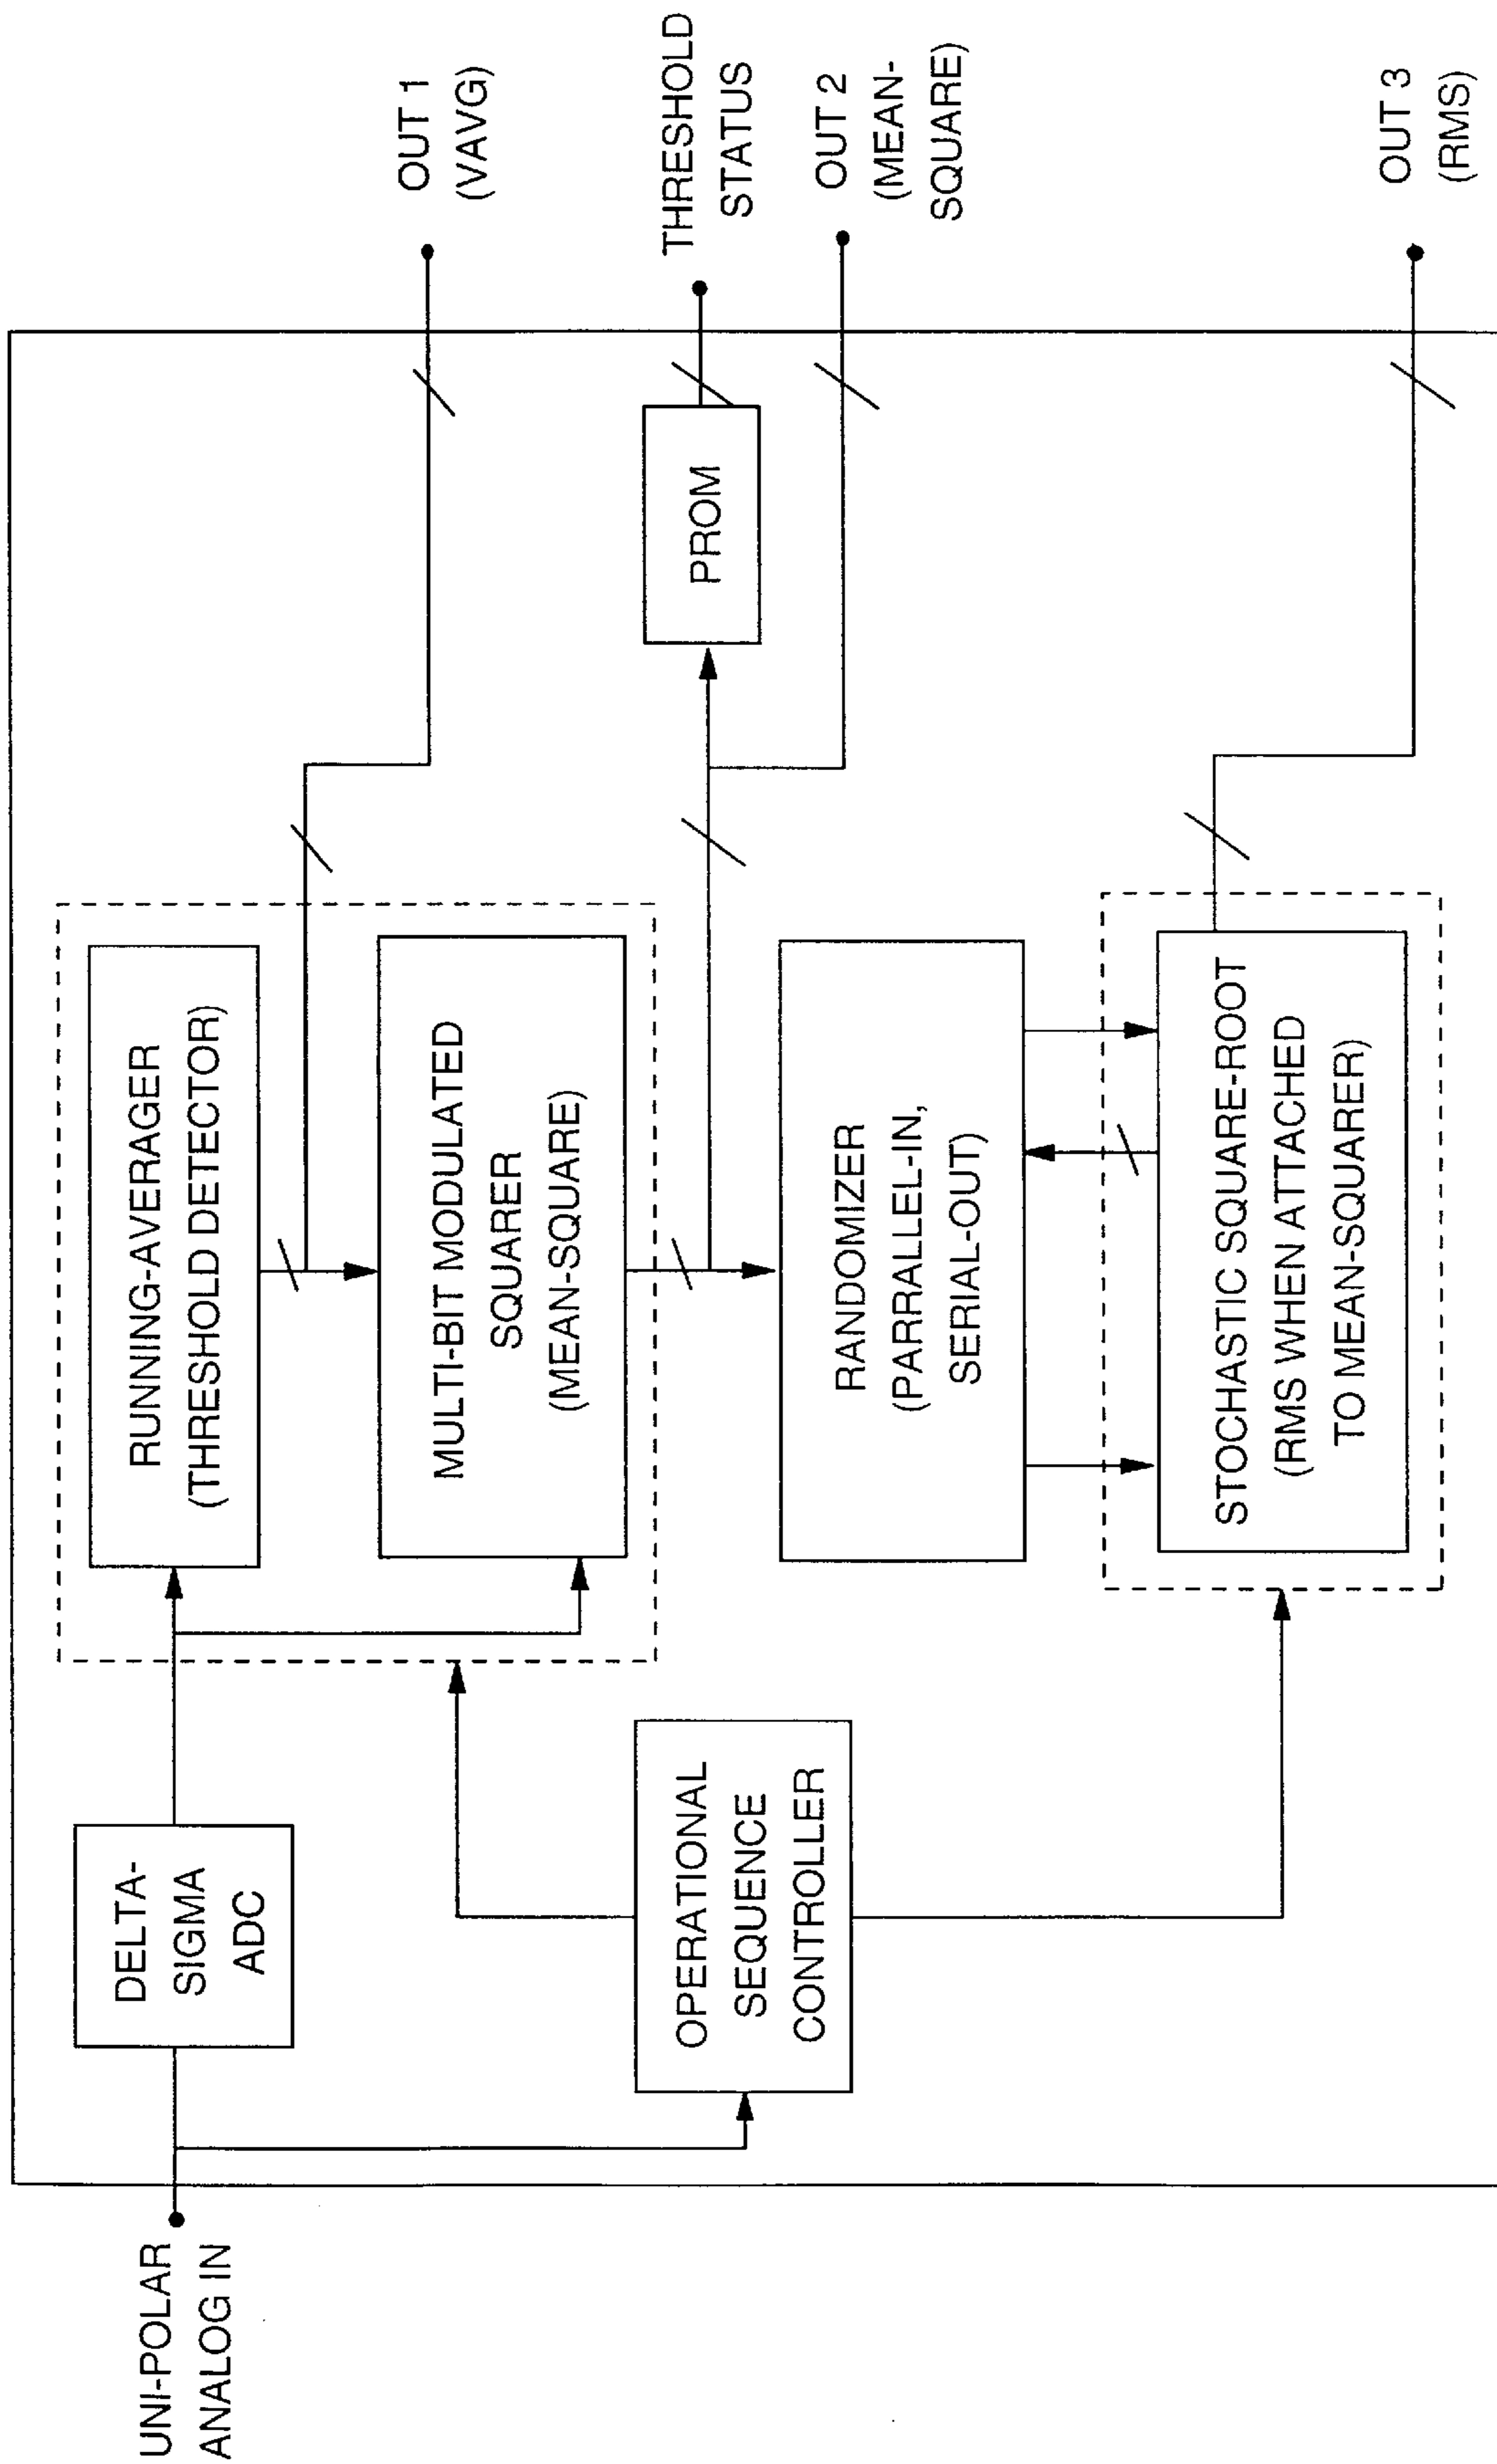 UNI-POLAR
ANALOG IN
DELTA-
SIGMA
ADC
OPERATIONAL
SEQUENCE
CONTROLLER
RUNNING-AVERAGER
(THRESHOLD DETECTOR)
MULTI-BIT MODULATED
SQUARER
(MEAN-SQUARE)
RANDOMIZER
(PARRALLEL-IN,
SERIAL-OUT)
STOCHASTIC SQUARE-ROOT
(RMS WHEN ATTACHED
TO MEAN-SQUARER)
PROM
OUT 1
(VAVG)
THRESHOLD
STATUS
OUT 2
(MEAN-
SQUARE)
OUT 3
(RMS)